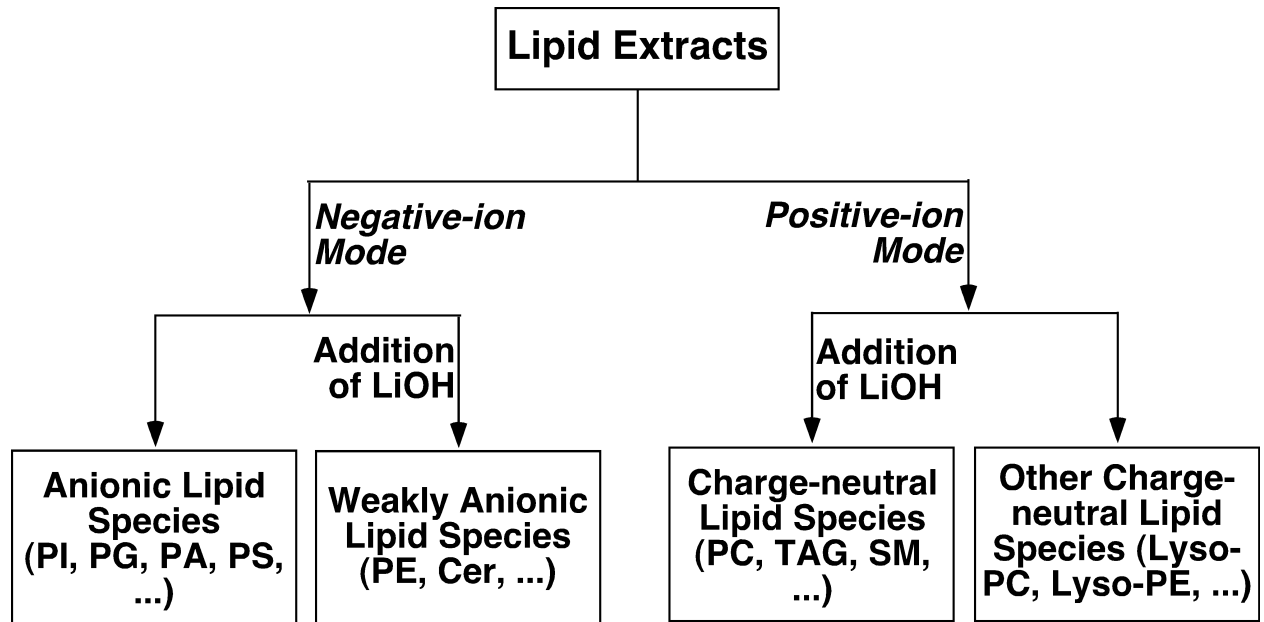 Lipid Extracts
Negative-ion
Mode
Positive-ion
Mode
Addition
of LiOH
Addition
of LiOH
Anionic Lipid
Species
(PI, PG, PA, PS,
...)
Weakly Anionic
Lipid Species
(PE, Cer, ...)
Charge-neutral
Lipid Species
(PC, TAG, SM,
...)
Other Charge-
neutral Lipid
Species (Lyso-
PC, Lyso-PE, ...)